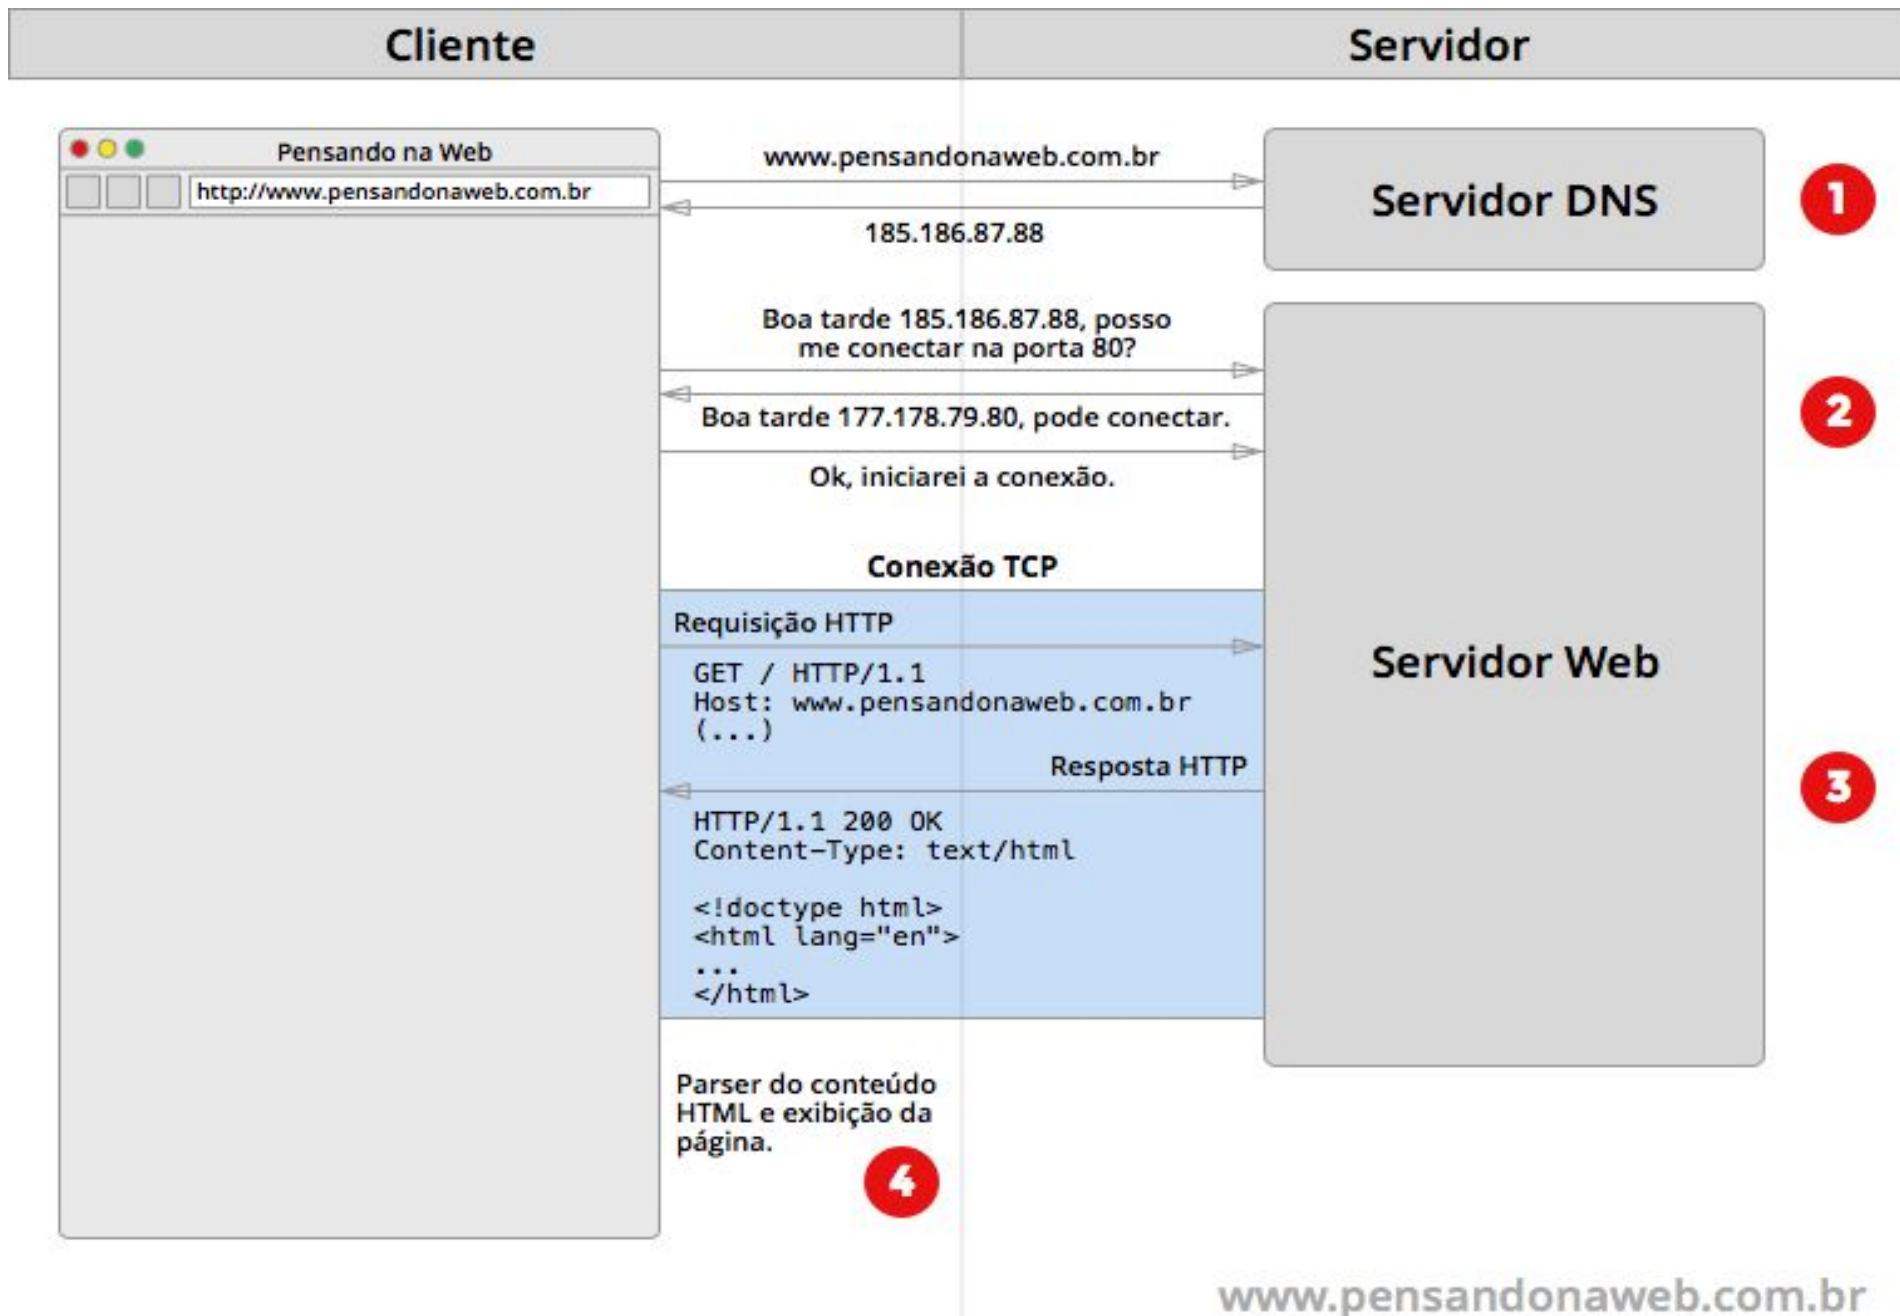 Cliente
Servidor
Pensando na Web
http://www.pensandonaweb.com.br
www.pensandonaweb.com.br
185.186.87.88
Servidor DNS
1
Boa tarde 185.186.87.88, posso
me conectar na porta 80?
Boa tarde 177.178.79.80, pode conectar.
Ok, iniciarei a conexão.
2
Conexão TCP
Requisição HTTP
GET / HTTP/1.1
Host: www.pensandonaweb.com.br
(...)
Servidor Web
Resposta HTTP
3
HTTP/1.1 200 OK
Content-Type: text/html
<!doctype html>
<html lang="en">
...
</html>
Parser do conteúdo
HTML e exibição da
página.
4
www.pensandonaweb.com.br